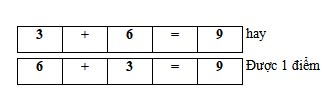 3 + 6 = 9 hay
6 + 3 = 9 Được 1 điểm